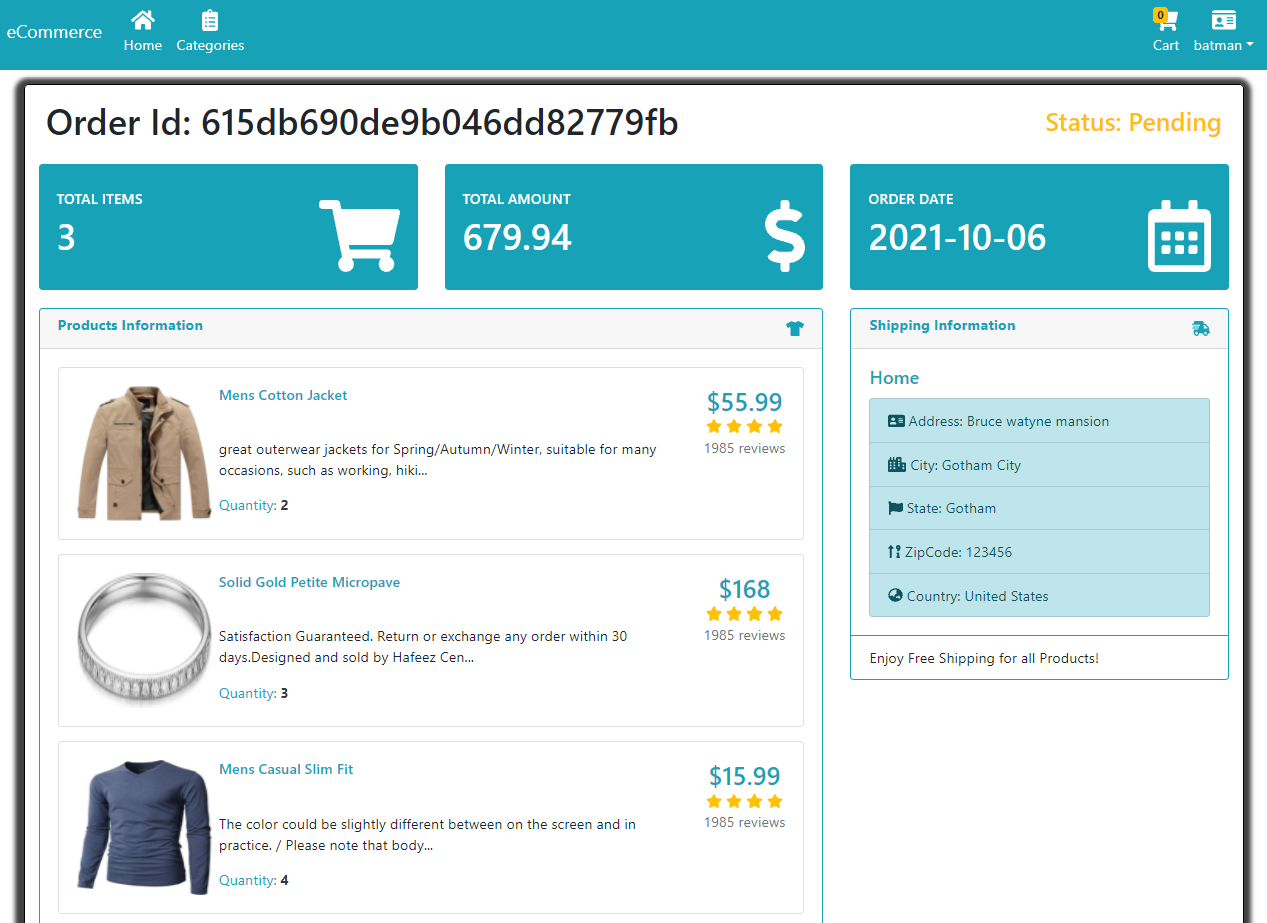 eCommerce
Home
Categories
0
Cart
batman
Order Id: 615db690de9b046dd82779fb
Status: Pending
TOTAL ITEMS
3
TOTAL AMOUNT
679.94
ORDER DATE
2021-10-06
Products Information
Mens Cotton Jacket
$55.99
1985 reviews
great outerwear jackets for Spring/Autumn/Winter, suitable for many
occasions, such as working, hiki...
Quantity: 2
Solid Gold Petite Micropave
$168
1985 reviews
Satisfaction Guaranteed. Return or exchange any order within 30
days.Designed and sold by Hafeez Cen...
Quantity: 3
Mens Casual Slim Fit
$15.99
1985 reviews
The color could be slightly different between on the screen and in
practice. / Please note that body...
Quantity: 4
Shipping Information
Home
Address: Bruce watyne mansion
City: Gotham City
State: Gotham
ZipCode: 123456
Country: United States
Enjoy Free Shipping for all Products!